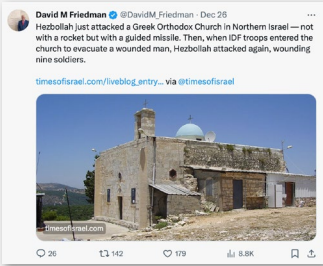 David M Friedman @DavidM_Friedman · Dec 26
Hezbollah just attacked a Greek Orthodox Church in Northern Israel — not
with a rocket but with a guided missile. Then, when IDF troops entered the
church to evacuate a wounded man, Hezbollah attacked again, wounding
nine soldiers.
timesofisrael.com/liveblog_entry... via @timesofisrael
timesofisrael.com
26 142 179 8.8K